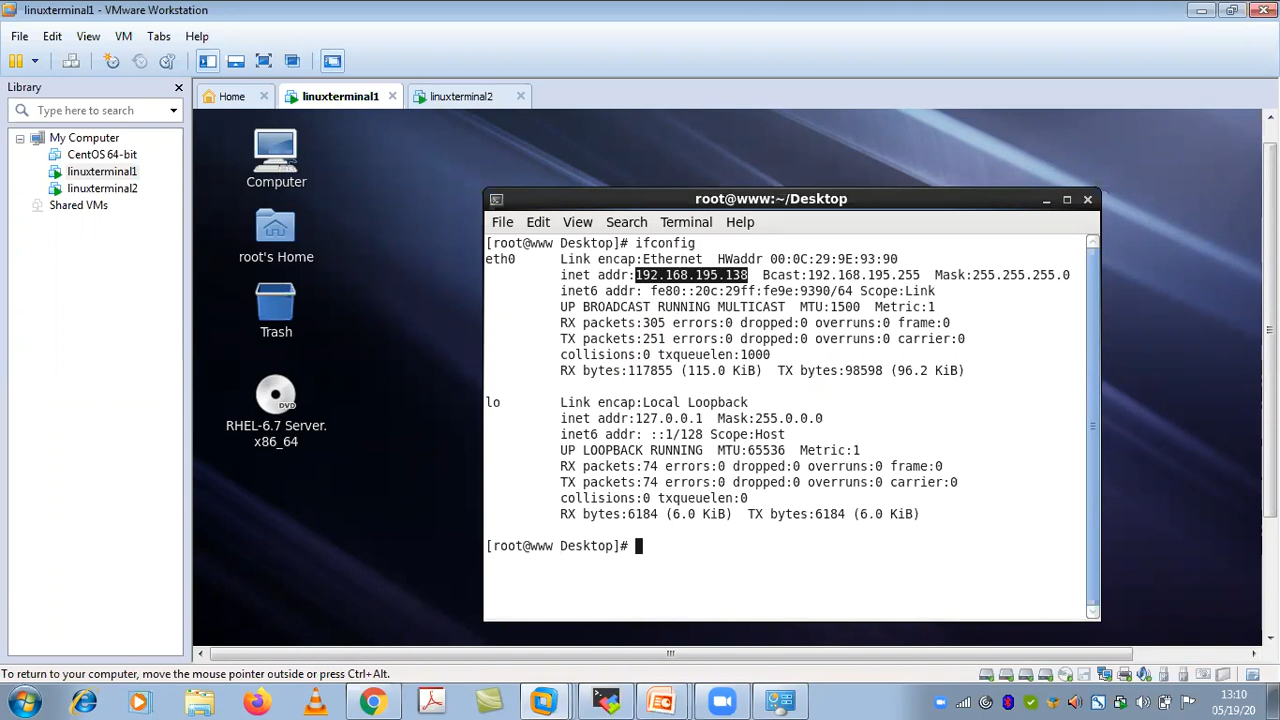 linuxterminal1 - VMware Workstation
File Edit View VM Tabs Help
Library
Type here to search
My Computer
CentOS 64-bit
linuxterminal1
linuxterminal2
Shared VMs
Home linuxterminal1 linuxterminal2
Computer
root's Home
Trash
DVD
RHEL-6.7 Server.
x86_64
root@www:~/Desktop
File Edit View Search Terminal Help
[root@www Desktop]# ifconfig
eth0 Link encap:Ethernet HWaddr 00:0C:29:9E:93:90
inet addr:192.168.195.138 Bcast:192.168.195.255 Mask:255.255.255.0
inet6 addr: fe80::20c:29ff:fe9e:9390/64 Scope:Link
UP BROADCAST RUNNING MULTICAST MTU:1500 Metric:1
RX packets:305 errors:0 dropped:0 overruns:0 frame:0
TX packets:251 errors:0 dropped:0 overruns:0 carrier:0
collisions:0 txqueuelen:1000
RX bytes:117855 (115.0 KiB) TX bytes:98598 (96.2 KiB)
lo Link encap:Local Loopback
inet addr:127.0.0.1 Mask:255.0.0.0
inet6 addr: ::1/128 Scope:Host
UP LOOPBACK RUNNING MTU:65536 Metric:1
RX packets:74 errors:0 dropped:0 overruns:0 frame:0
TX packets:74 errors:0 dropped:0 overruns:0 carrier:0
collisions:0 txqueuelen:0
RX bytes:6184 (6.0 KiB) TX bytes:6184 (6.0 KiB)
[root@www Desktop]#
To return to your computer, move the mouse pointer outside or press Ctrl+Alt.
13:10
05/19/20